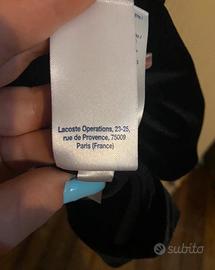 Lacoste Operations, 23-25,
rue de Provence, 75009
Paris (France)
subito